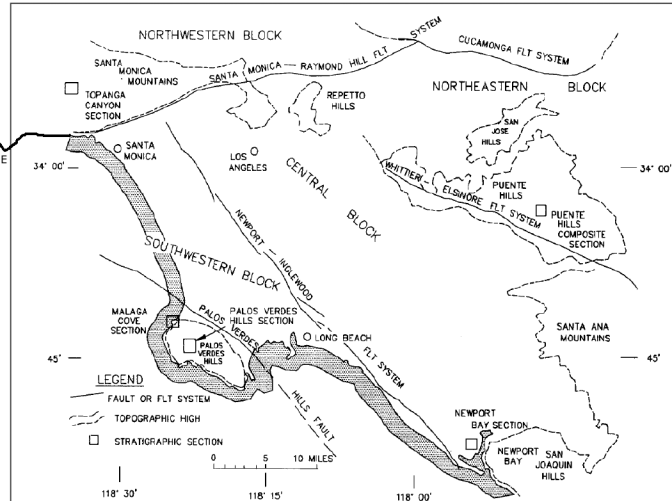 NORTHWESTERN BLOCK
SANTA
MONICA
MOUNTAINS
SANTA MONICA — RAYMOND HILL FLT SYSTEM
CUCAMONGA FLT SYSTEM
TOPANGA
CANYON
SECTION
REPETTO
HILLS
NORTHEASTERN BLOCK
SAN
JOSE
HILLS
E
SANTA
MONICA
34° 00'
LOS
ANGELES
CENTRAL
BLOCK
WHITTIER — ELSINORE FLT SYSTEM
PUENTE
HILLS
34° 00'
PUENTE
HILLS
COMPOSITE
SECTION
NEWPORT — INGLEWOOD FLT SYSTEM
SOUTHWESTERN BLOCK
MALAGA
COVE
SECTION
PALOS VERDES HILLS FAULT
PALOS VERDES
HILLS SECTION
PALOS
VERDES
HILLS
LONG BEACH
SANTA ANA
MOUNTAINS
45'
45'
LEGEND
FAULT OR FLT SYSTEM
TOPOGRAPHIC HIGH
STRATIGRAPHIC SECTION
0 5 10 MILES
NEWPORT
BAY SECTION
NEWPORT
BAY
SAN
JOAQUIN
HILLS
118° 30'
118° 15'
118° 00'